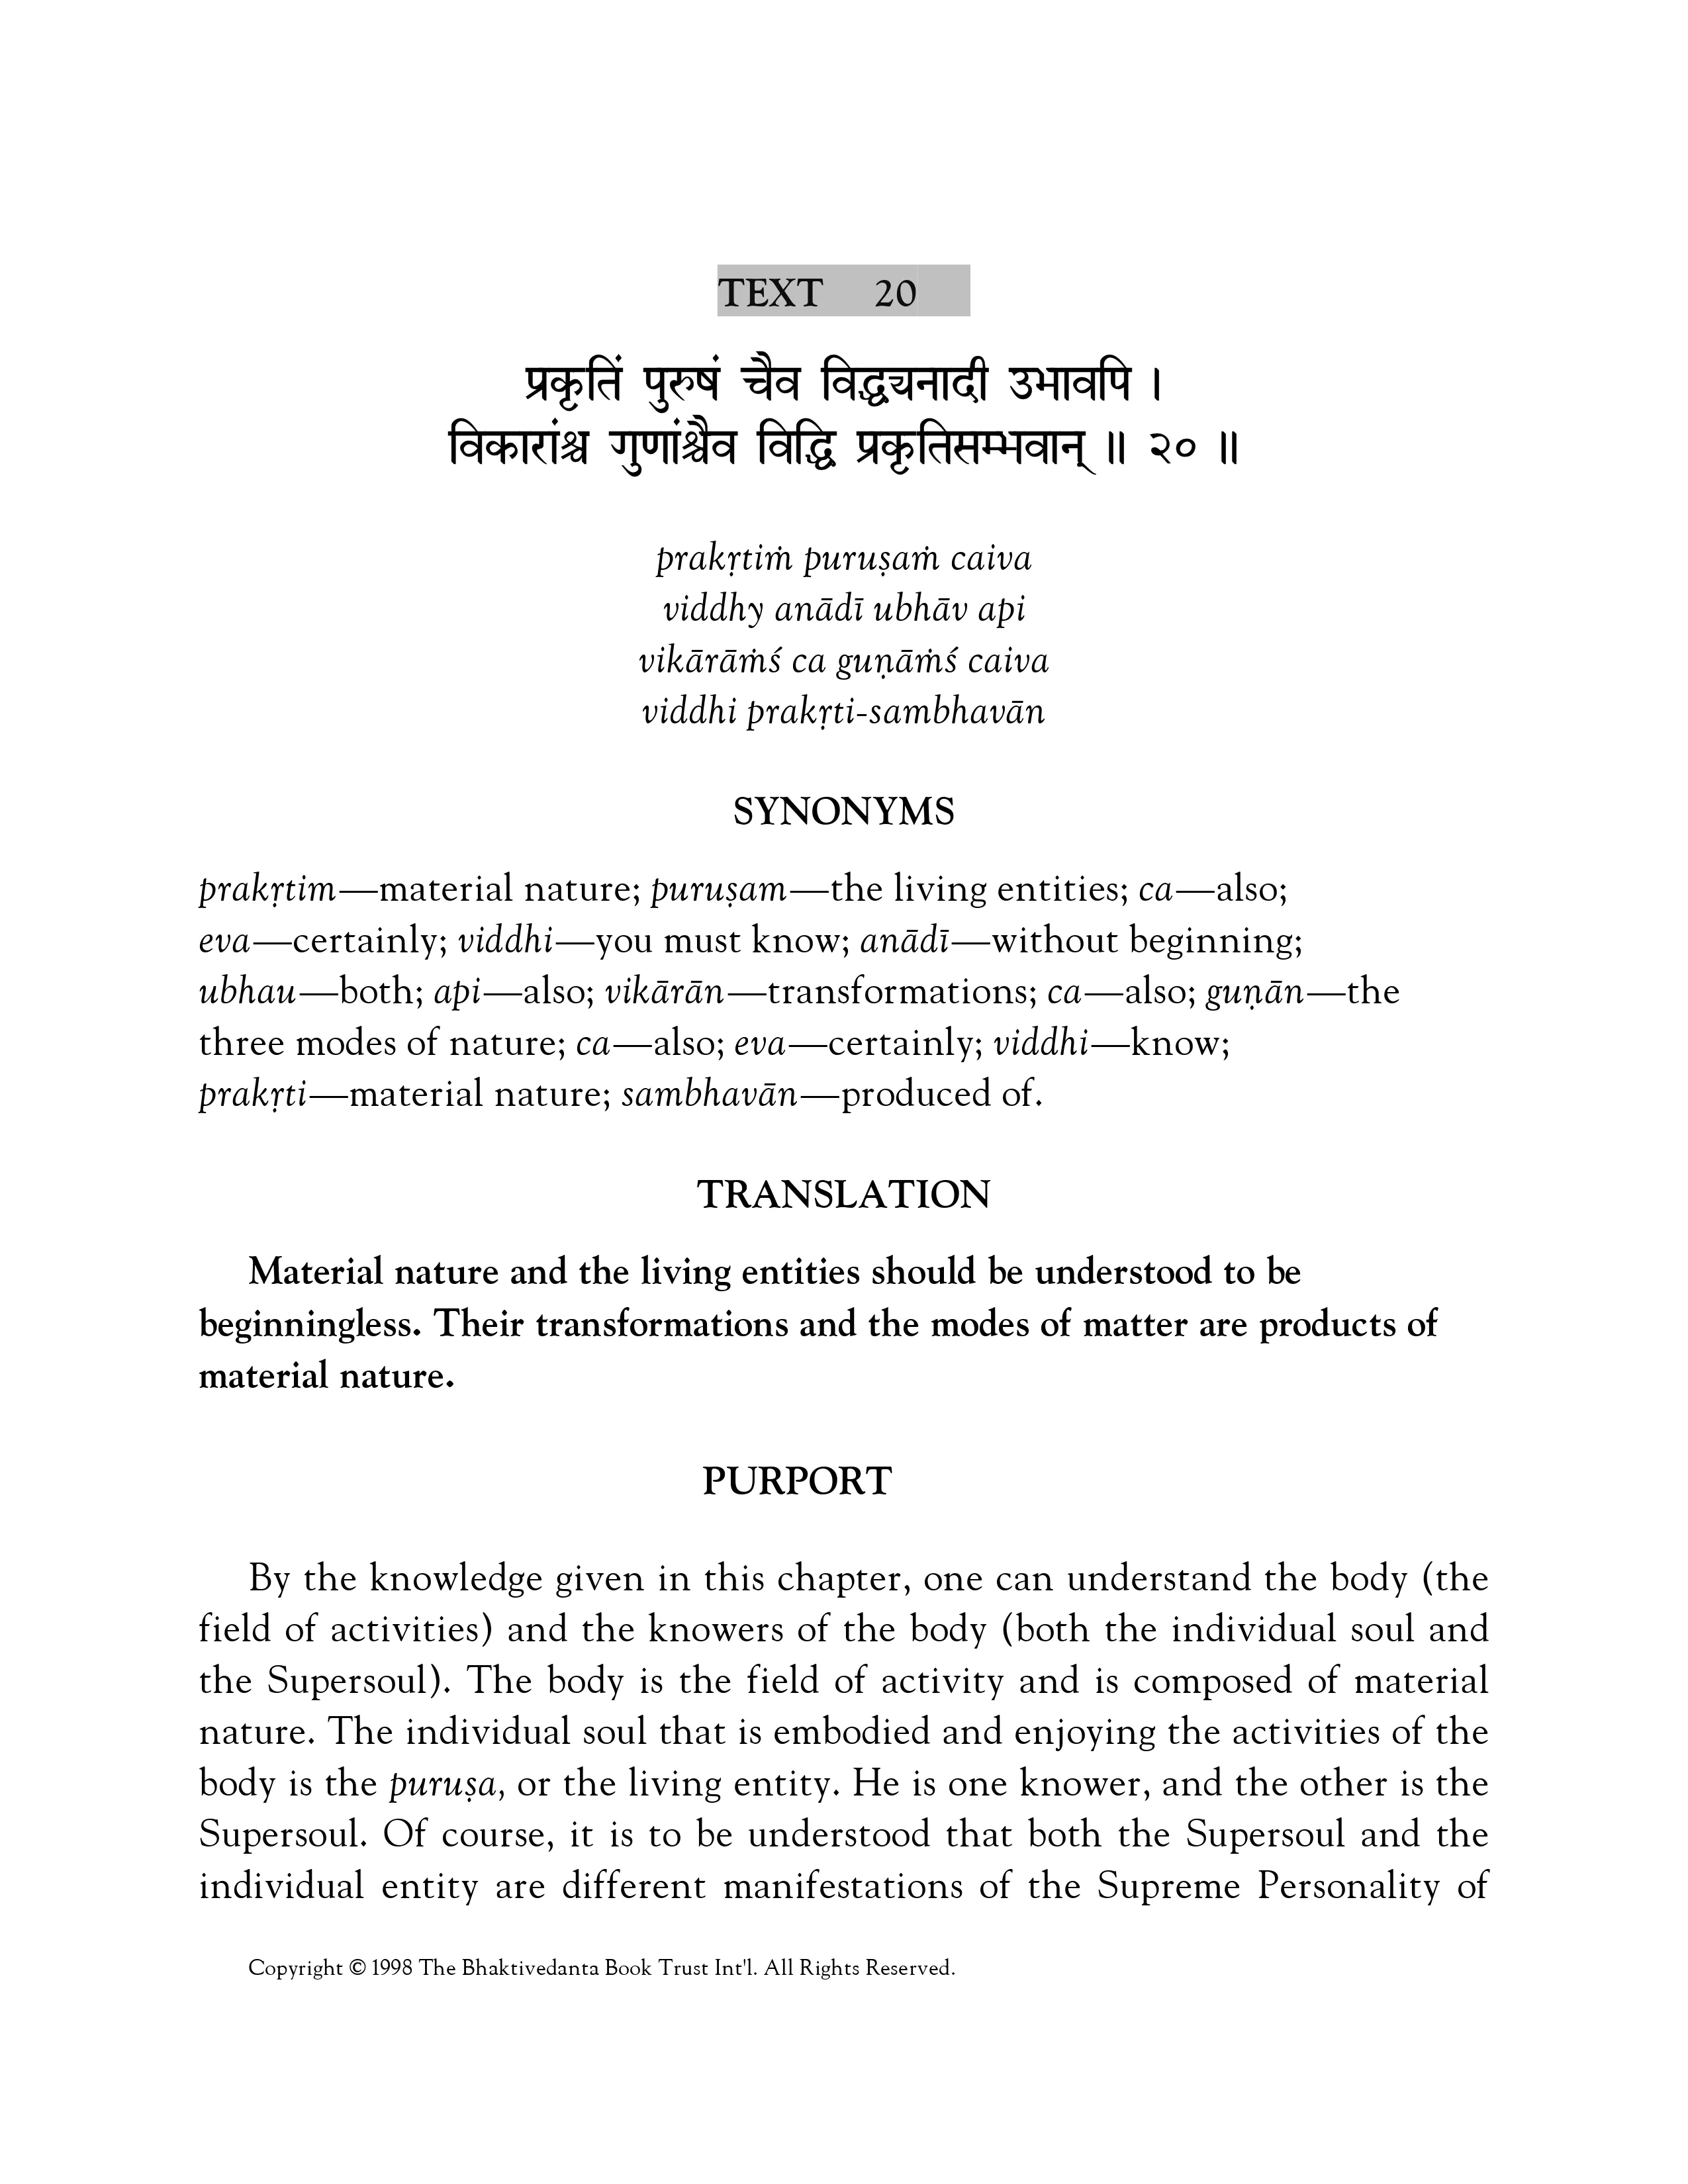 TEXT 20
प्रकृतिं पुरुषं चैव विद्ध्यनादी उभावपि ।
विकारांश्च गुणांश्चैव विद्धि प्रकृतिसम्भवान् ॥ २० ॥
prakṛtiṁ puruṣaṁ caiva
viddhy anādī ubhāv api
vikārāṁś ca guṇāṁś caiva
viddhi prakṛti-sambhavān
SYNONYMS
prakṛtim—material nature; puruṣam—the living entities; ca—also;
eva—certainly; viddhi—you must know; anādī—without beginning;
ubhau—both; api—also; vikārān—transformations; ca—also; guṇān—the
three modes of nature; ca—also; eva—certainly; viddhi—know;
prakṛti—material nature; sambhavān—produced of.
TRANSLATION
Material nature and the living entities should be understood to be
beginningless. Their transformations and the modes of matter are products of
material nature.
PURPORT
By the knowledge given in this chapter, one can understand the body (the
field of activities) and the knowers of the body (both the individual soul and
the Supersoul). The body is the field of activity and is composed of material
nature. The individual soul that is embodied and enjoying the activities of the
body is the puruṣa, or the living entity. He is one knower, and the other is the
Supersoul. Of course, it is to be understood that both the Supersoul and the
individual entity are different manifestations of the Supreme Personality of
Copyright © 1998 The Bhaktivedanta Book Trust Int'l. All Rights Reserved.